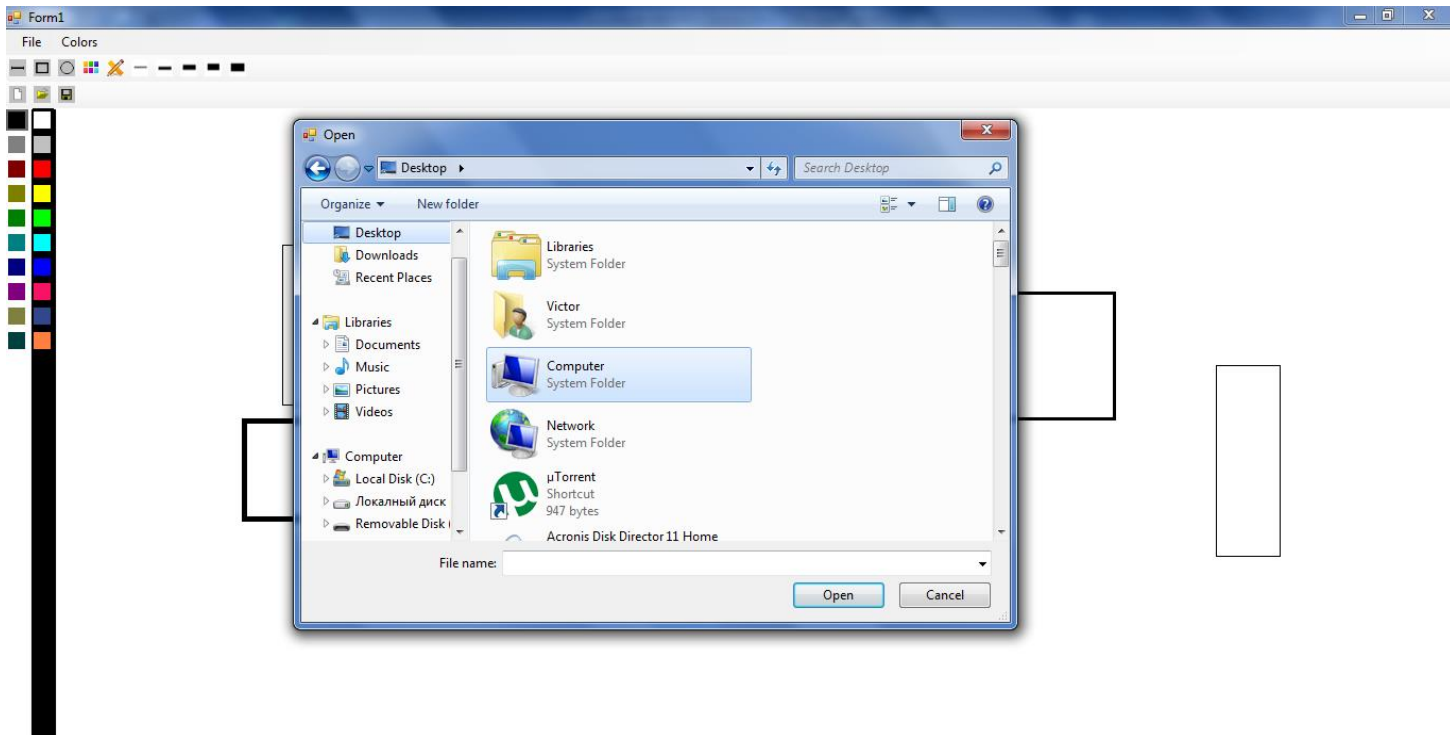 Form1
File Colors
Open
Desktop
Search Desktop
Organize New folder
Desktop
Downloads
Recent Places
Libraries
Documents
Music
Pictures
Videos
Computer
Local Disk (C:)
Локалный диск
Removable Disk (
Libraries
System Folder
Victor
System Folder
Computer
System Folder
Network
System Folder
µTorrent
Shortcut
947 bytes
Acronis Disk Director 11 Home
File name:
Open Cancel